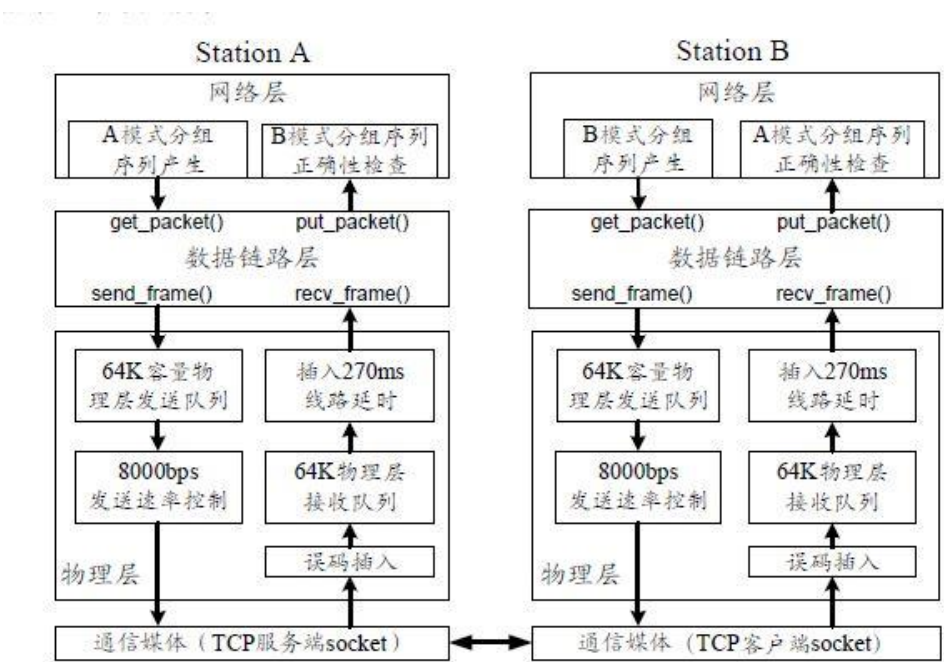 Station A
网络层
A模式分组
序列产生
B模式分组序列
正确性检查
get_packet()
put_packet()
数据链路层
send_frame()
recv_frame()
64K容量物
理层发送队列
插入270ms
线路延时
8000bps
发送速率控制
64K物理层
接收队列
误码插入
物理层
通信媒体（TCP服务端socket）
Station B
网络层
B模式分组
序列产生
A模式分组序列
正确性检查
get_packet()
put_packet()
数据链路层
send_frame()
recv_frame()
64K容量物
理层发送队列
插入270ms
线路延时
8000bps
发送速率控制
64K物理层
接收队列
误码插入
物理层
通信媒体（TCP客户端socket)